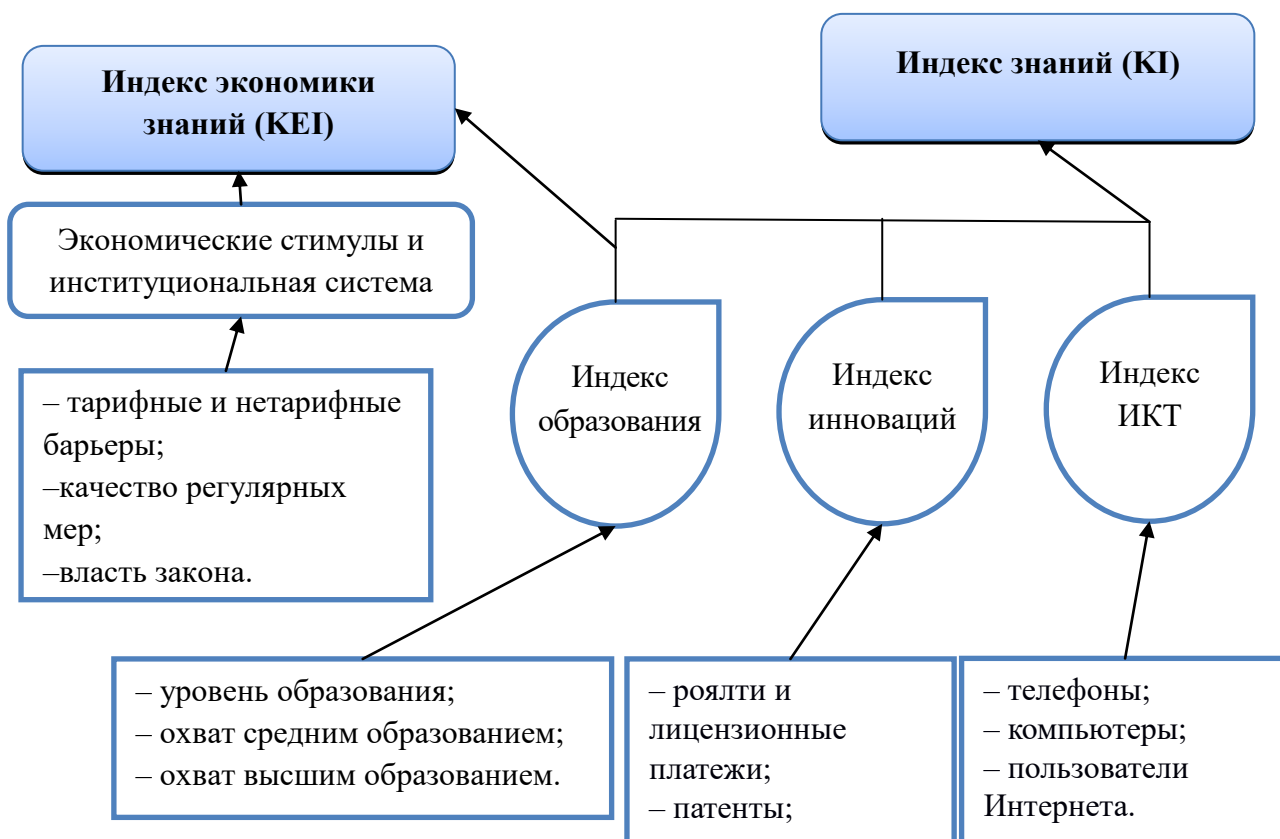 Индекс экономики
знаний (KEI)
Индекс знаний (KI)
Экономические стимулы и
институциональная система
– тарифные и нетарифные
барьеры;
–качество регулярных
мер;
–власть закона.
Индекс
образования
Индекс
инноваций
Индекс
ИКТ
– уровень образования;
– охват средним образованием;
– охват высшим образованием.
– роялти и
лицензионные
платежи;
– патенты;
– телефоны;
– компьютеры;
– пользователи
Интернета.